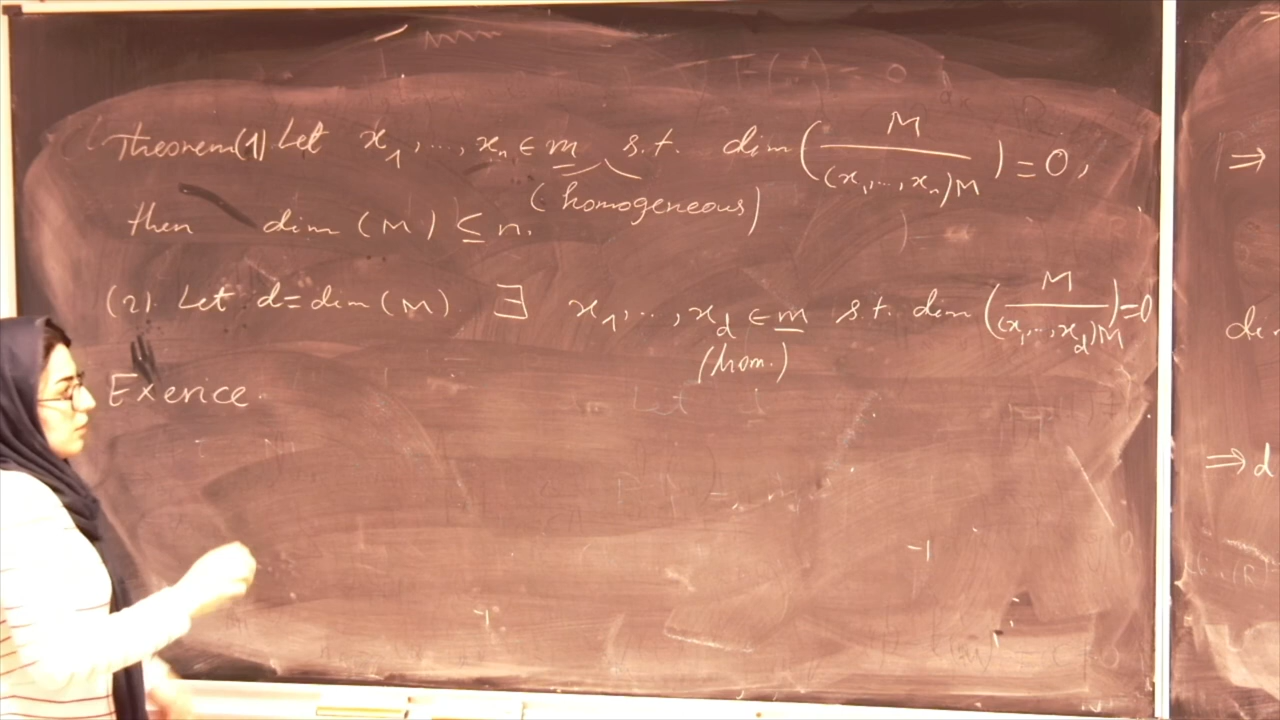 Theorem(1) Let x_1, ..., x_n ∈ m s.t. dim(M/(x_1,...,x_n)M) = 0,
(homogeneous)
then dim(M) ≤ n.
(2) Let d = dim(M) ∃ x_1, .., x_d ∈ m s.t. dim(M/(x_1,..,x_d)M) = 0
(hom.)
Exerice.
⇒
⇒ d